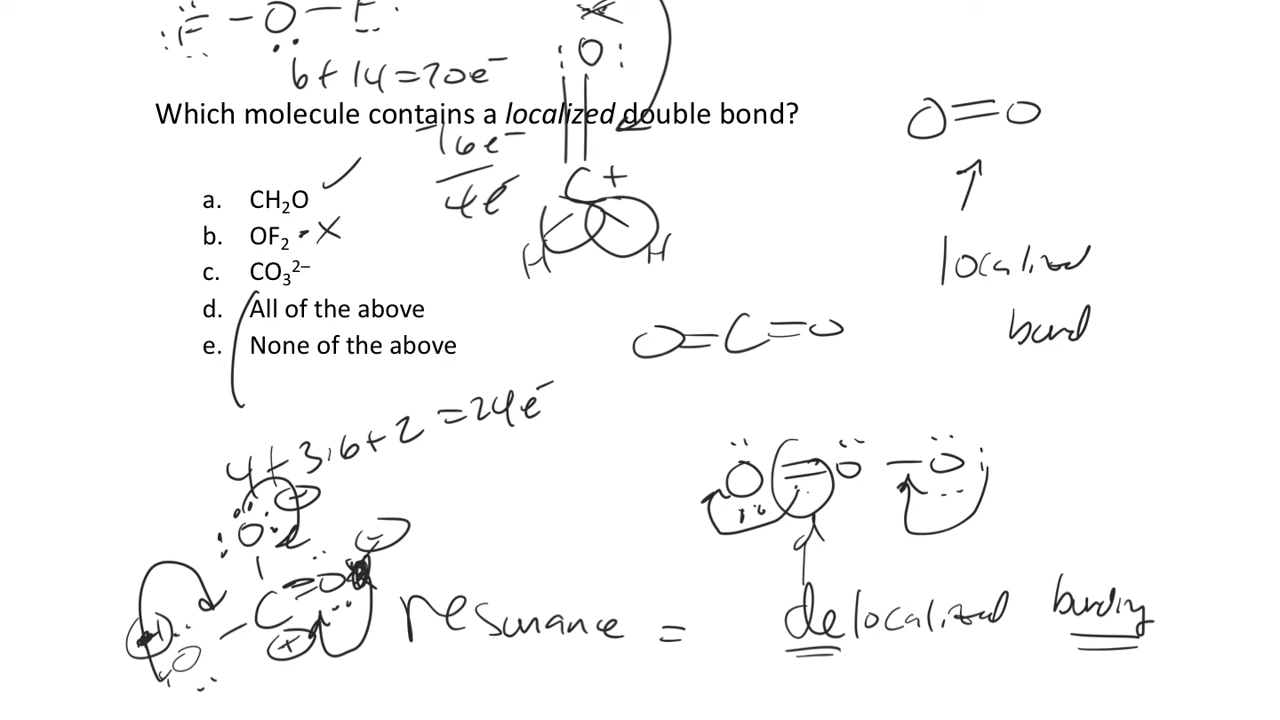 :F – O – F:
6 + 14 = 20e⁻
:O:
Which molecule contains a localized double bond?
O=O
–16e⁻
4e⁻
C+
H H
a. CH₂O ✓
b. OF₂ - X
c. CO₃²⁻
d. All of the above
e. None of the above
localized
bond
O=C=O
4+3·6+2 =24e⁻
O = O – O
O
C=O
O
resonance = delocalized bonding